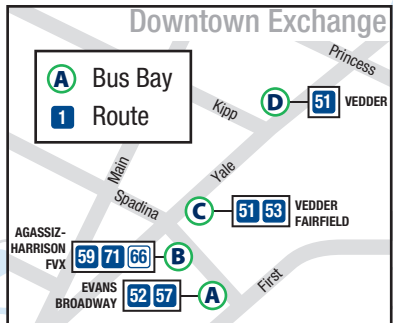 Downtown Exchange
A Bus Bay
1 Route
Princess
Kipp
D 51 VEDDER
Main
Yale
Spadina
C 51 53 VEDDER
FAIRFIELD
AGASSIZ-
HARRISON
FVX
59 71 66 B
EVANS
BROADWAY
52 57 A
First